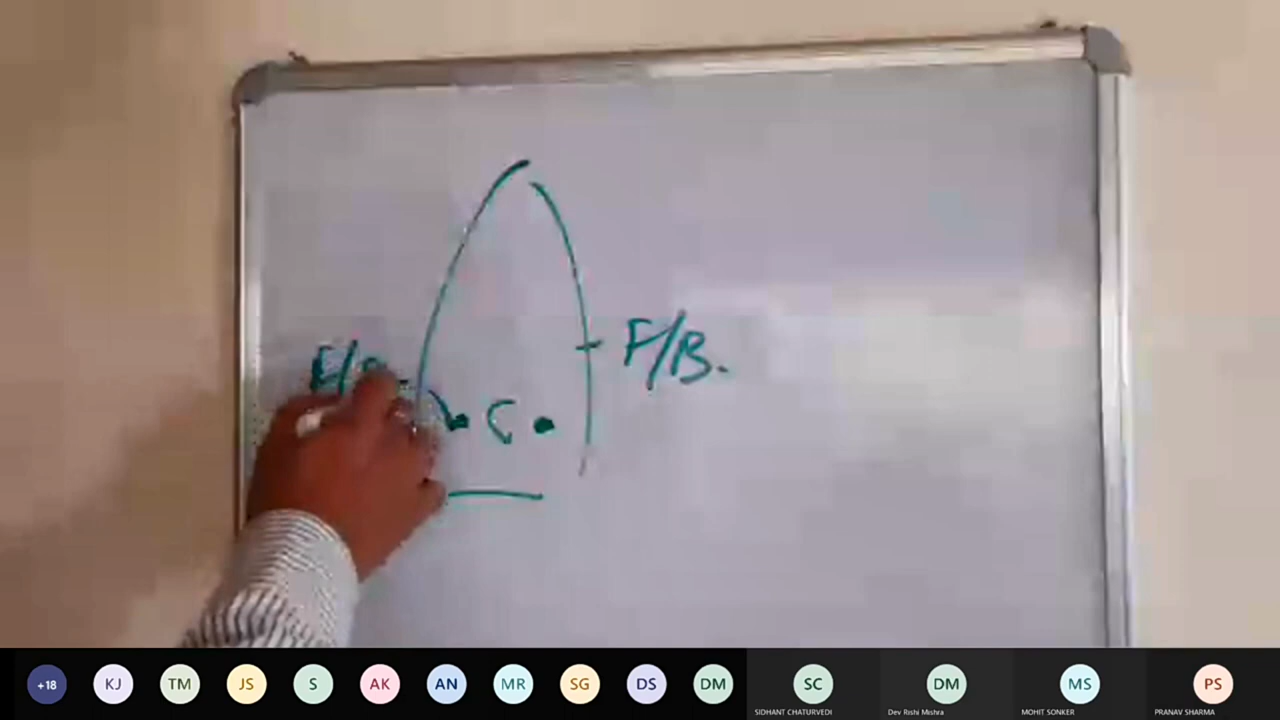 F/B.
C
+18 KJ TM JS S AK AN MR SG DS DM SC DM MS PS
SIDHANT CHATURVEDI Dev Rishi Mishra MOHIT SONKER PRANAV SHARMA